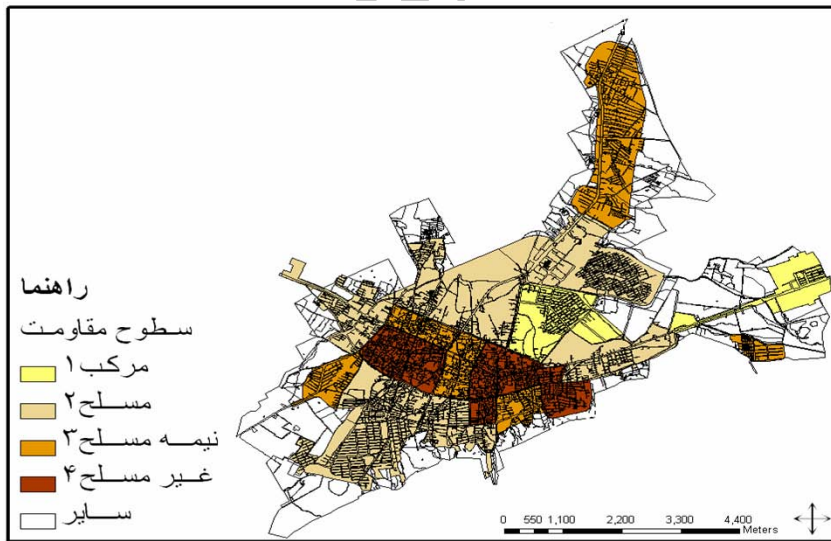 راهنما
سطوح مقاومت
مرکب۱
مسلح۲
نیمه مسلح۳
غیر مسلح۴
سایر
0 550 1,100 2,200 3,300 4,400
Meters